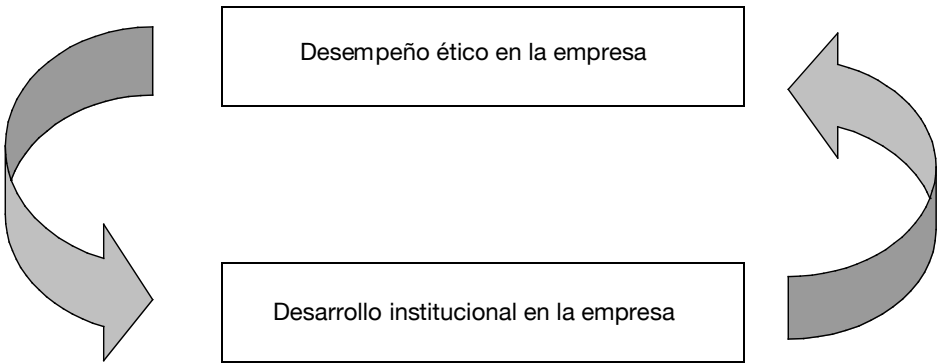 Desempeño ético en la empresa
Desarrollo institucional en la empresa